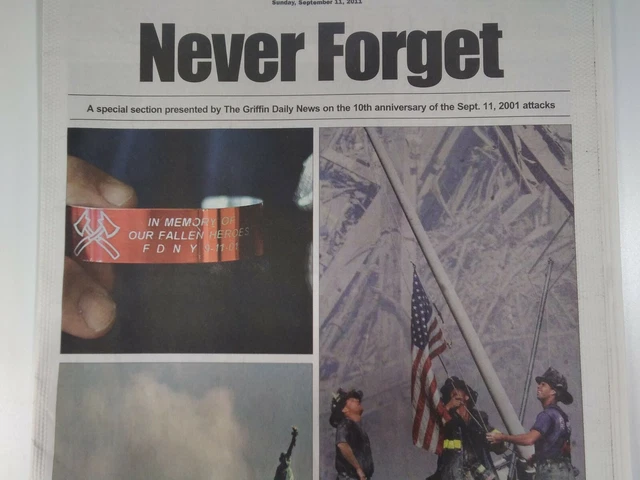 Sunday, September 11, 2011
Never Forget
A special section presented by The Griffin Daily News on the 10th anniversary of the Sept. 11, 2001 attacks
IN MEMORY OF
OUR FALLEN HEROES
F D N Y 9-11-01